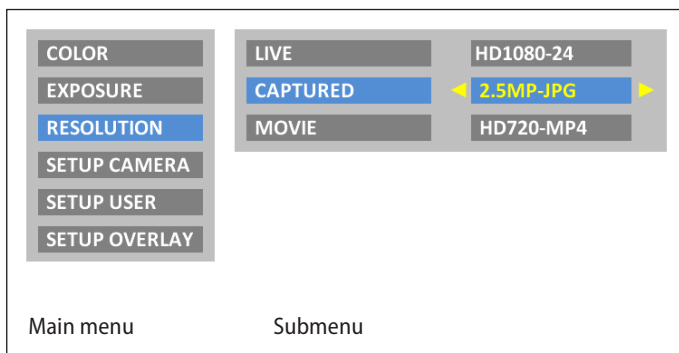 COLOR
EXPOSURE
RESOLUTION
SETUP CAMERA
SETUP USER
SETUP OVERLAY
LIVE HD1080-24
CAPTURED 2.5MP-JPG
MOVIE HD720-MP4
Main menu
Submenu